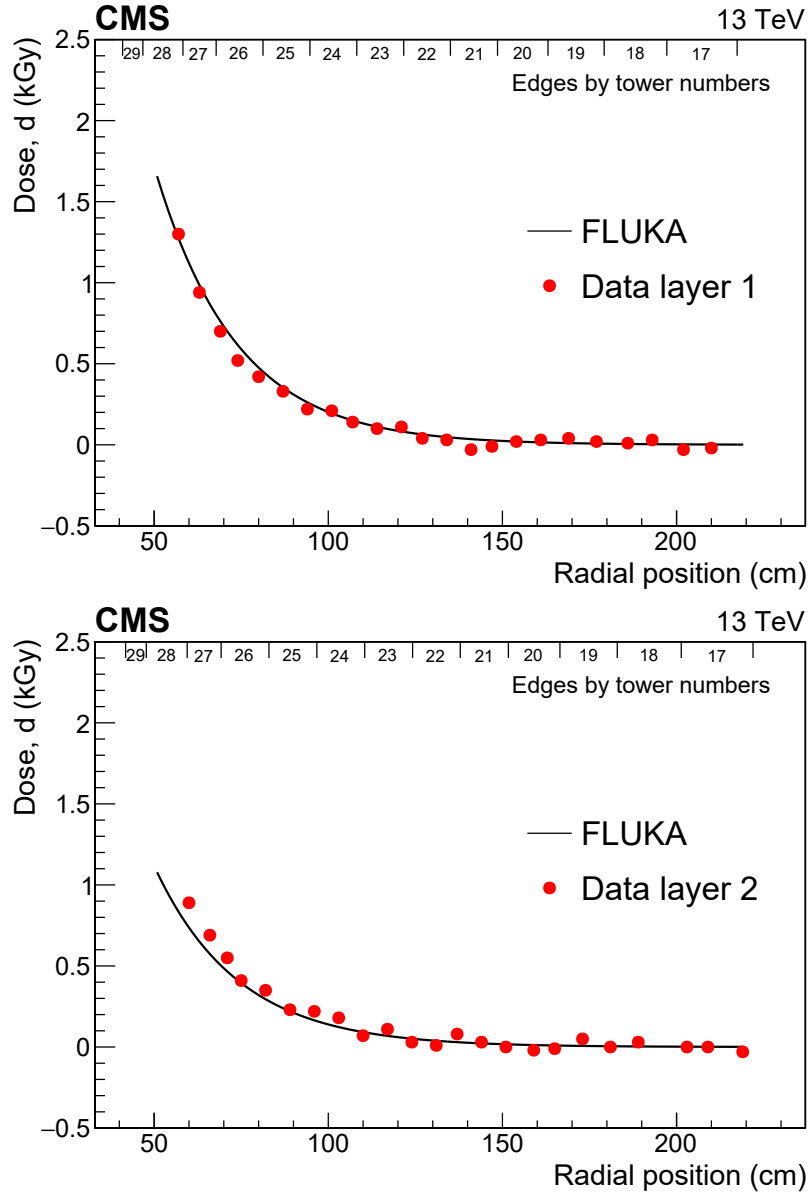 CMS 13 TeV
2.5
29 28 27 26 25 24 23 22 21 20 19 18 17
Edges by tower numbers
2
1.5
1
0.5
0
−0.5
Dose, d (kGy)
FLUKA
Data layer 1
50 100 150 200
Radial position (cm)
CMS 13 TeV
2.5
29 28 27 26 25 24 23 22 21 20 19 18 17
Edges by tower numbers
2
1.5
1
0.5
0
−0.5
Dose, d (kGy)
FLUKA
Data layer 2
50 100 150 200
Radial position (cm)